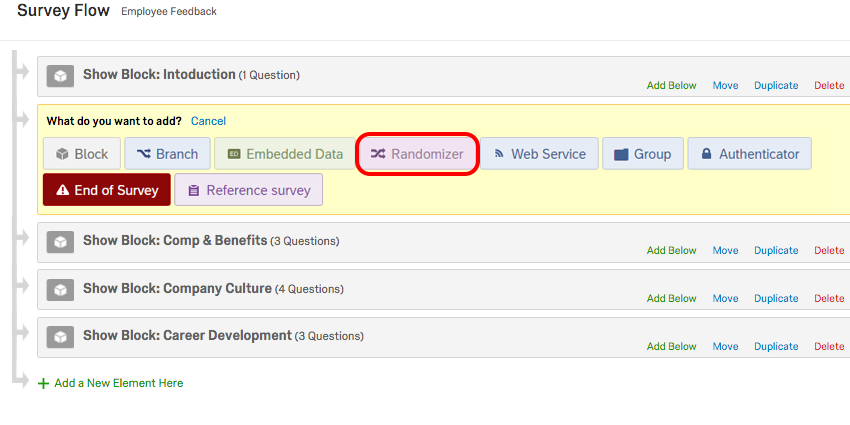 Survey Flow Employee Feedback
Show Block: Intoduction (1 Question)
Add Below Move Duplicate Delete
What do you want to add? Cancel
Block Branch ED Embedded Data Randomizer Web Service Group Authenticator
End of Survey Reference survey
Show Block: Comp & Benefits (3 Questions)
Add Below Move Duplicate Delete
Show Block: Company Culture (4 Questions)
Add Below Move Duplicate Delete
Show Block: Career Development (3 Questions)
Add Below Move Duplicate Delete
Add a New Element Here